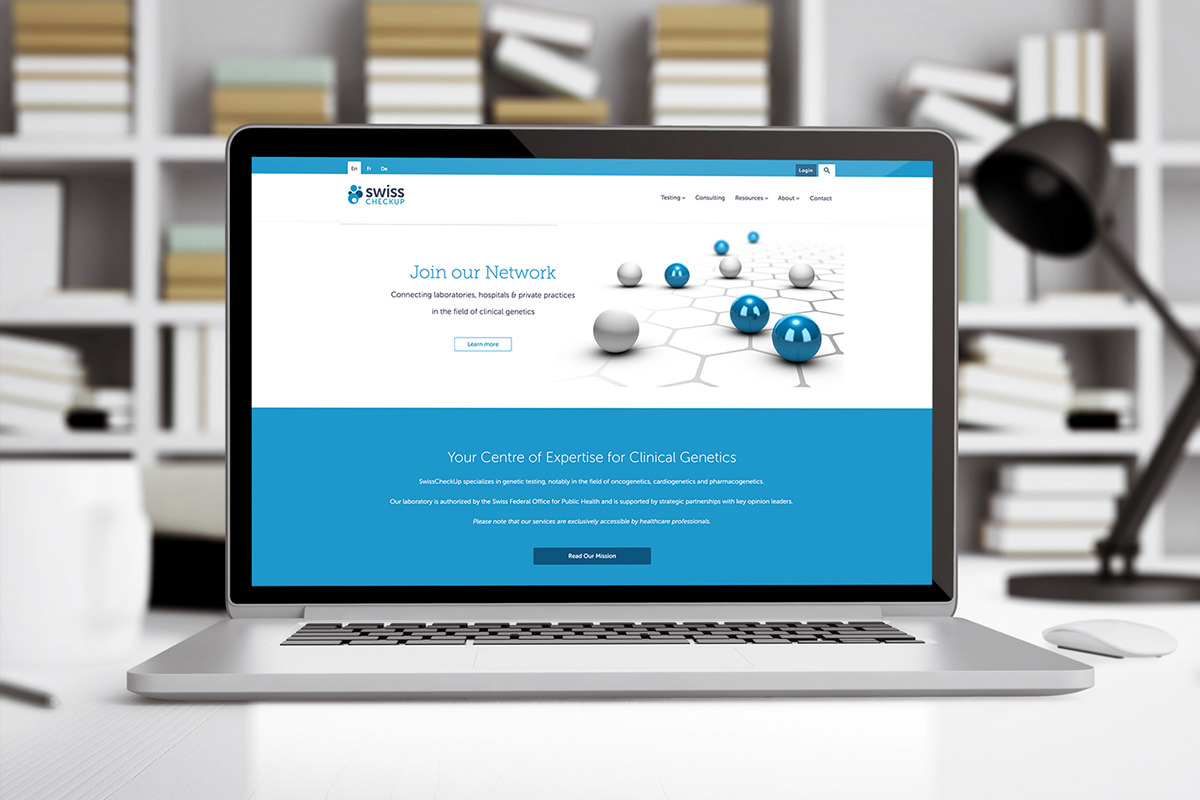 En Fr De Login
swiss
CHECKUP
Testing Consulting Resources About Contact
Join our Network
Connecting laboratories, hospitals & private practices
in the field of clinical genetics
Learn more
Your Centre of Expertise for Clinical Genetics
SwissCheckUp specializes in genetic testing, notably in the field of oncogenetics, cardiogenetics and pharmacogenetics.
Our laboratory is authorized by the Swiss Federal Office for Public Health and is supported by strategic partnerships with key opinion leaders.
Please note that our services are exclusively accessible by healthcare professionals.
Read Our Mission